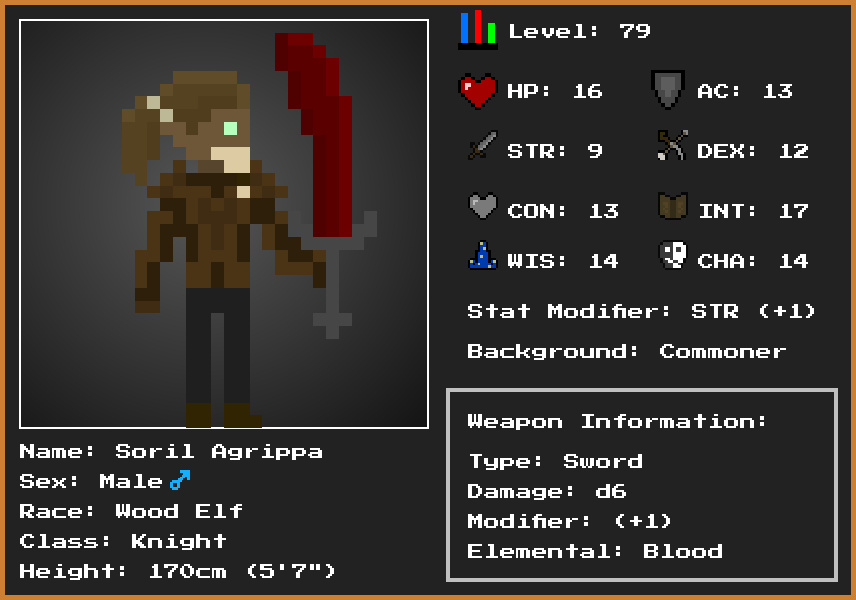 Level: 79
HP: 16 AC: 13
STR: 9 DEX: 12
CON: 13 INT: 17
WIS: 14 CHA: 14
Stat Modifier: STR (+1)
Background: Commoner
Weapon Information:
Type: Sword
Damage: d6
Modifier: (+1)
Elemental: Blood
Name: Soril Agrippa
Sex: Male♂
Race: Wood Elf
Class: Knight
Height: 170cm (5'7")